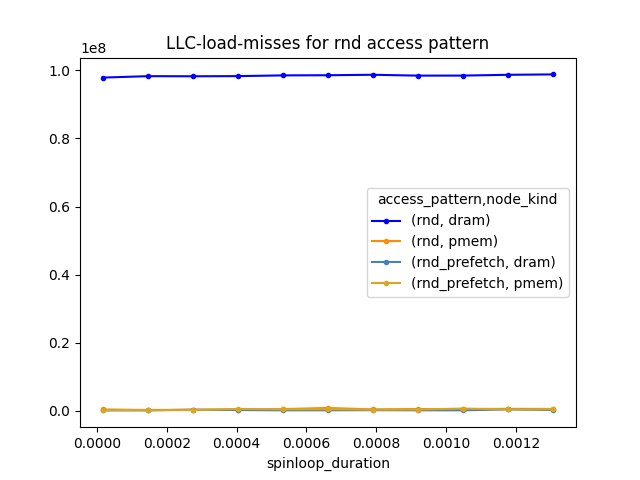 LLC-load-misses for rnd access pattern
1e8
1.0
0.8
0.6
0.4
0.2
0.0
access_pattern,node_kind
(rnd, dram)
(rnd, pmem)
(rnd_prefetch, dram)
(rnd_prefetch, pmem)
0.0000 0.0002 0.0004 0.0006 0.0008 0.0010 0.0012
spinloop_duration